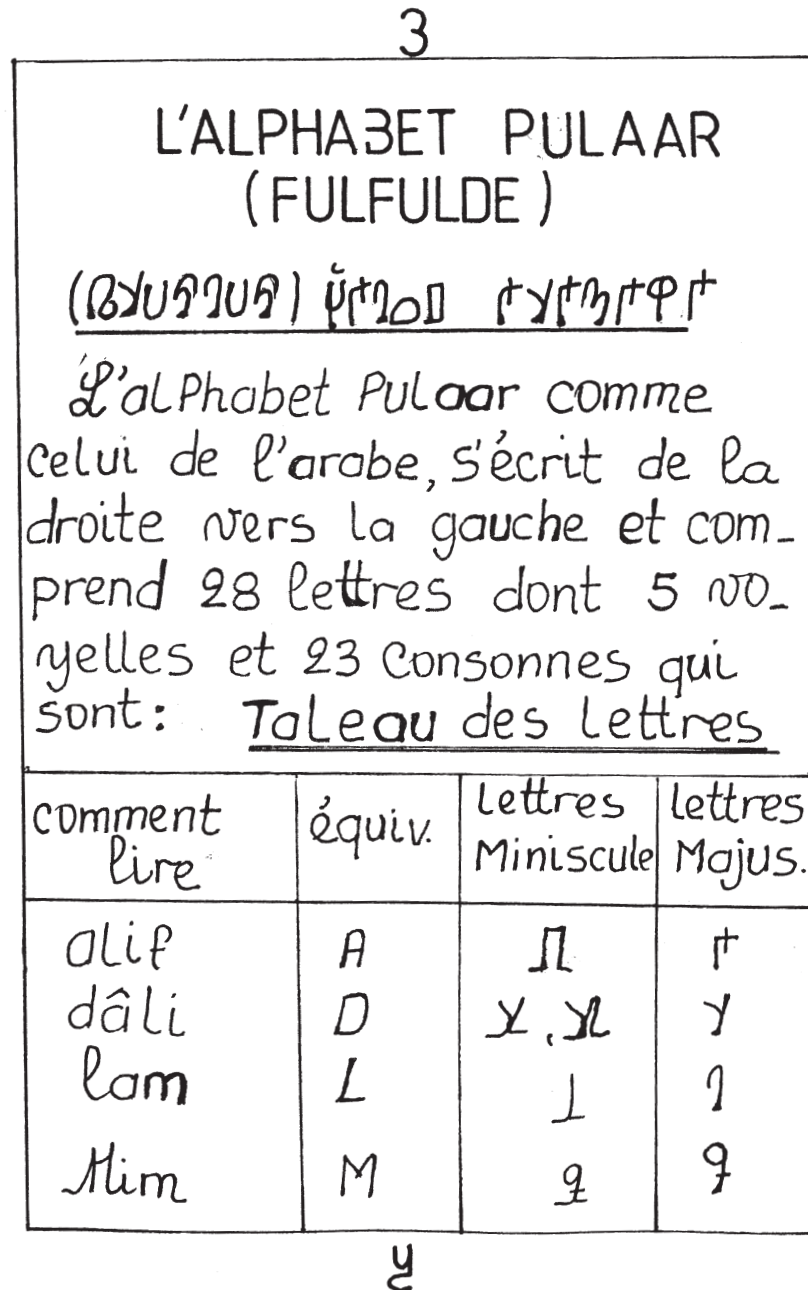 3
L'ALPHABET PULAAR
(FULFULDE)
L'alphabet Pulaar comme
celui de l'arabe, s'écrit de la
droite vers la gauche et com-
prend 28 lettres dont 5 vo-
yelles et 23 consonnes qui
sont: Taleau des lettres
comment lire équiv. lettres Miniscule lettres Majus.
alif A 𞤢 𞤀
dâli D 𞤣 𞤁
lam L 𞤤 𞤂
Mim M 𞤥 𞤃